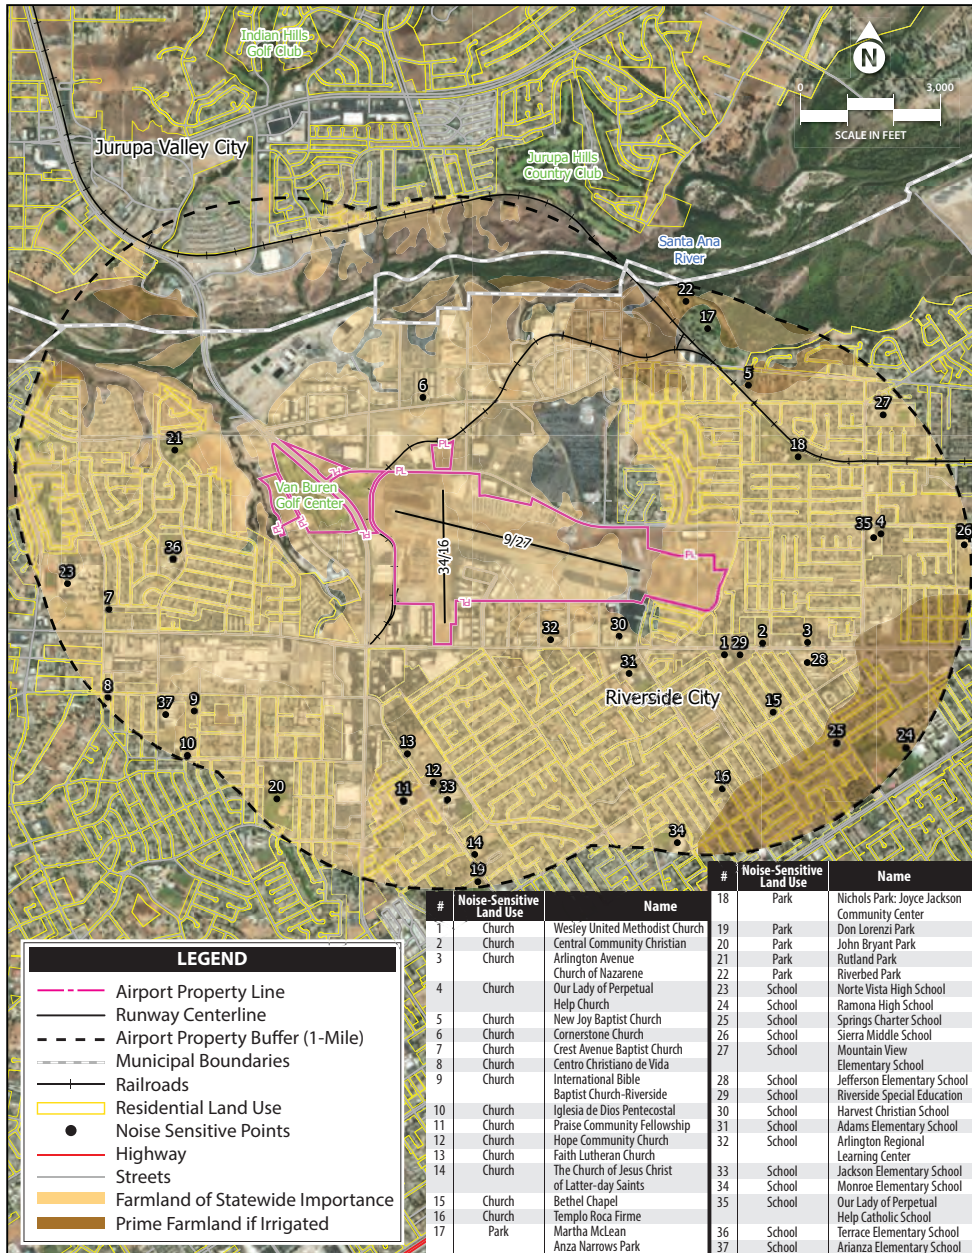 Indian Hills
Golf Club
N
0 3,000
SCALE IN FEET
Jurupa Valley City
Jurupa Hills
Country Club
Santa Ana
River
22
17
5
6
27
18
21
PL
PL
PL
Van Buren
Golf Center
PL
PL
PL
35 4
26
9/27
34/16
PL
36
23
7
PL
32
30
1 29 2 3
28
31
Riverside City
8
37 9
15
10
13
25
24
12
16
20
11
33
34
14
19
LEGEND
Airport Property Line
Runway Centerline
Airport Property Buffer (1-Mile)
Municipal Boundaries
Railroads
Residential Land Use
Noise Sensitive Points
Highway
Streets
Farmland of Statewide Importance
Prime Farmland if Irrigated
# Noise-Sensitive Land Use Name
1 Church Wesley United Methodist Church
2 Church Central Community Christian
3 Church Arlington Avenue
Church of Nazarene
4 Church Our Lady of Perpetual
Help Church
5 Church New Joy Baptist Church
6 Church Cornerstone Church
7 Church Crest Avenue Baptist Church
8 Church Centro Christiano de Vida
9 Church International Bible
Baptist Church-Riverside
10 Church Iglesia de Dios Pentecostal
11 Church Praise Community Fellowship
12 Church Hope Community Church
13 Church Faith Lutheran Church
14 Church The Church of Jesus Christ
of Latter-day Saints
15 Church Bethel Chapel
16 Church Templo Roca Firme
17 Park Martha McLean
Anza Narrows Park
# Noise-Sensitive Land Use Name
18 Park Nichols Park: Joyce Jackson
Community Center
19 Park Don Lorenzi Park
20 Park John Bryant Park
21 Park Rutland Park
22 Park Riverbed Park
23 School Norte Vista High School
24 School Ramona High School
25 School Springs Charter School
26 School Sierra Middle School
27 School Mountain View
Elementary School
28 School Jefferson Elementary School
29 School Riverside Special Education
30 School Harvest Christian School
31 School Adams Elementary School
32 School Arlington Regional
Learning Center
33 School Jackson Elementary School
34 School Monroe Elementary School
35 School Our Lady of Perpetual
Help Catholic School
36 School Terrace Elementary School
37 School Arianza Elementary School